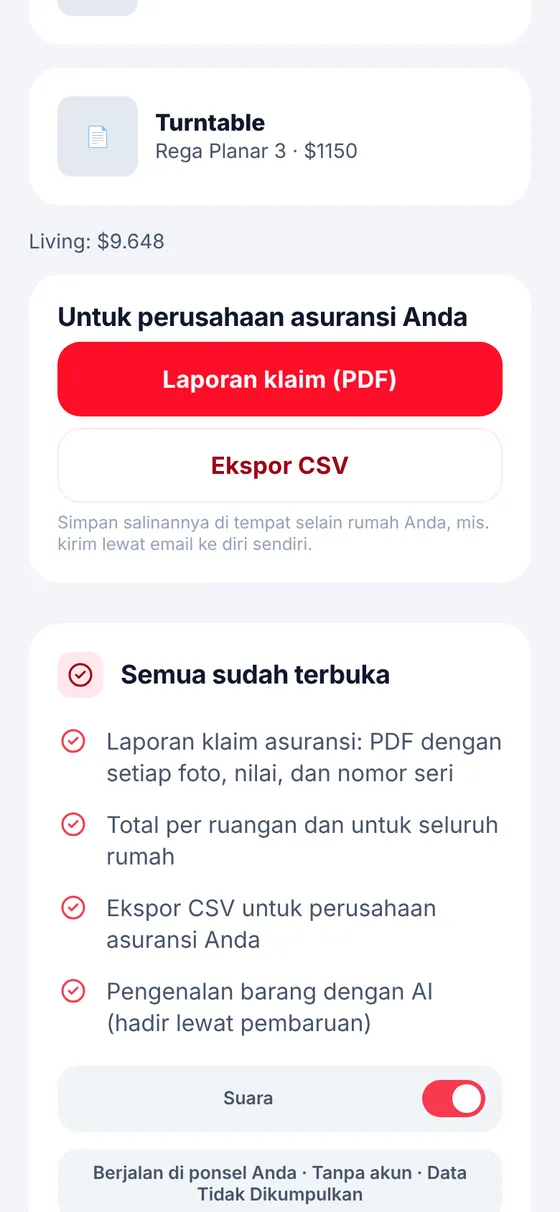 Turntable
Rega Planar 3 · $1150
Living: $9.648
Untuk perusahaan asuransi Anda
Laporan klaim (PDF)
Ekspor CSV
Simpan salinannya di tempat selain rumah Anda, mis.
kirim lewat email ke diri sendiri.
Semua sudah terbuka
Laporan klaim asuransi: PDF dengan
setiap foto, nilai, dan nomor seri
Total per ruangan dan untuk seluruh
rumah
Ekspor CSV untuk perusahaan
asuransi Anda
Pengenalan barang dengan AI
(hadir lewat pembaruan)
Suara
Berjalan di ponsel Anda · Tanpa akun · Data
Tidak Dikumpulkan